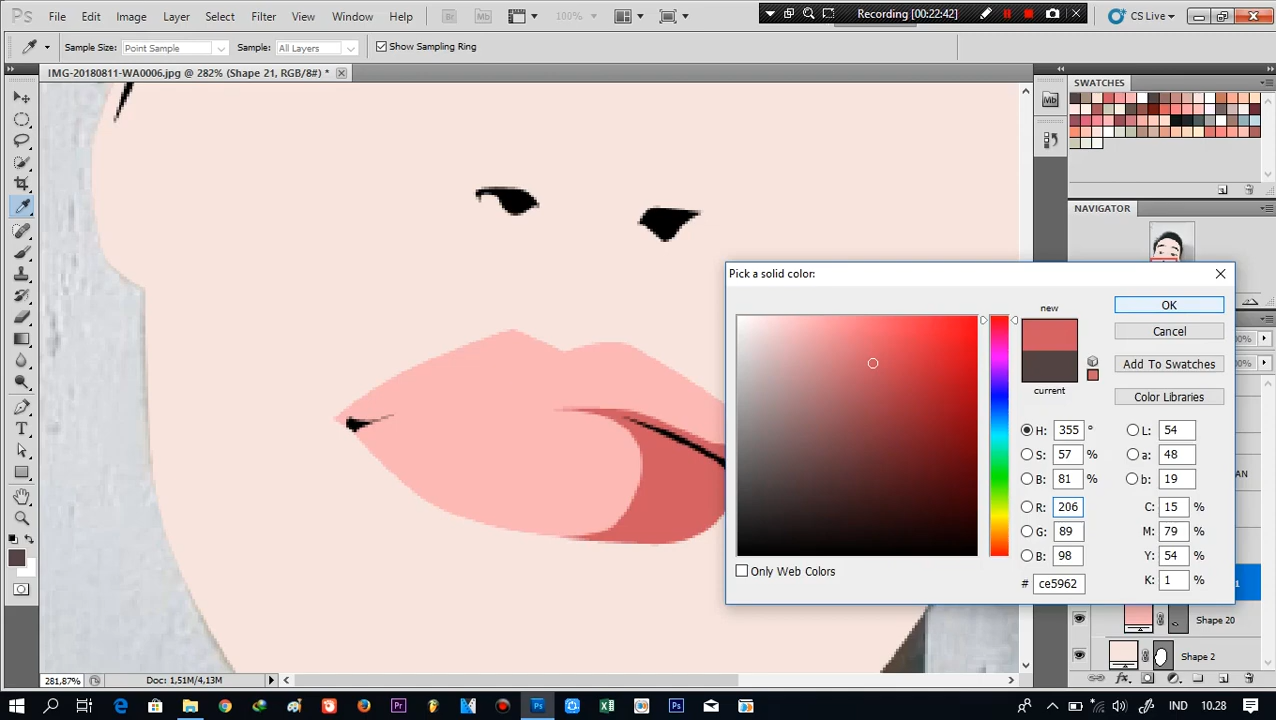 Ps File Edit Image Layer Select Filter View Window Help Br Mb 100% Recording [00:22:42] CS Live
Sample Size: Point Sample Sample: All Layers Show Sampling Ring
IMG-20180811-WA0006.jpg @ 282% (Shape 21, RGB/8#) *
SWATCHES
Mb
NAVIGATOR
Pick a solid color:
OK
new
Cancel
Add To Swatches
current
Color Libraries
H: 355 °
L: 54
S: 57 %
a: 48
B: 81 %
b: 19
R: 206
C: 15 %
G: 89
M: 79 %
B: 98
Y: 54 %
Only Web Colors
# ce5962
K: 1 %
Shape 20
Shape 2
281,87% Doc: 1,51M/4,13M
fx
IND 10.28